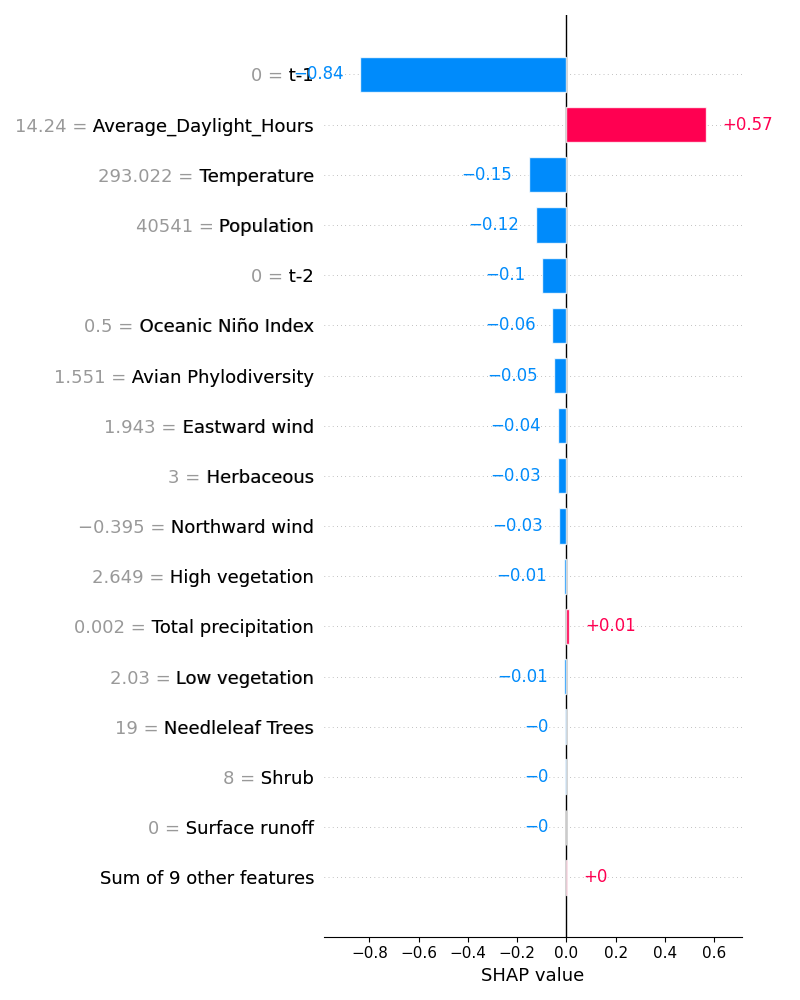 0 = t-1 −0.84
14.24 = Average_Daylight_Hours +0.57
293.022 = Temperature −0.15
40541 = Population −0.12
0 = t-2 −0.1
0.5 = Oceanic Niño Index −0.06
1.551 = Avian Phylodiversity −0.05
1.943 = Eastward wind −0.04
3 = Herbaceous −0.03
−0.395 = Northward wind −0.03
2.649 = High vegetation −0.01
0.002 = Total precipitation +0.01
2.03 = Low vegetation −0.01
19 = Needleleaf Trees −0
8 = Shrub −0
0 = Surface runoff −0
Sum of 9 other features +0
−0.8 −0.6 −0.4 −0.2 0.0 0.2 0.4 0.6
SHAP value